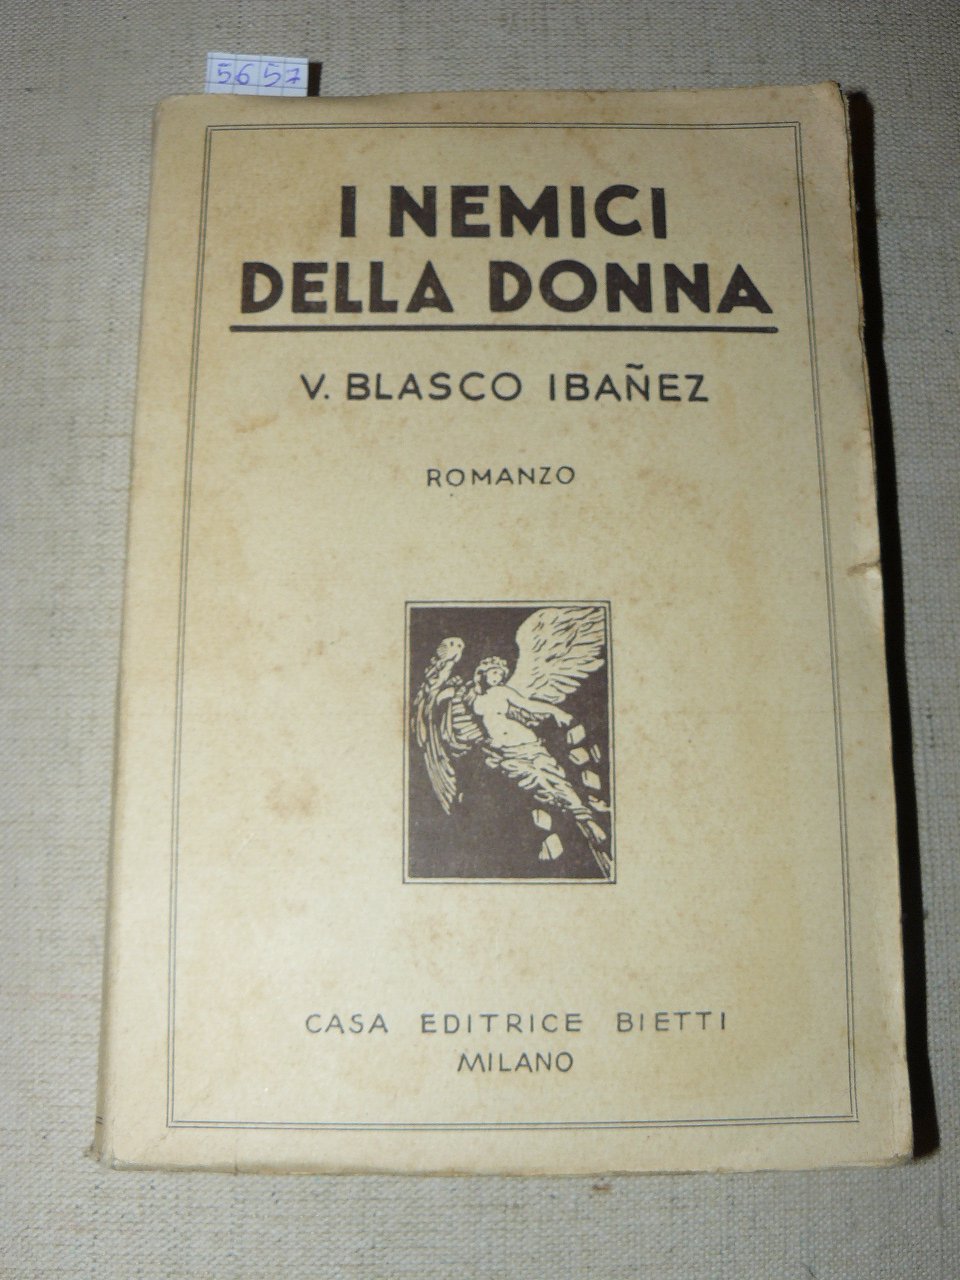 5657
I NEMICI
DELLA DONNA
V. BLASCO IBAÑEZ
ROMANZO
CASA EDITRICE BIETTI
MILANO